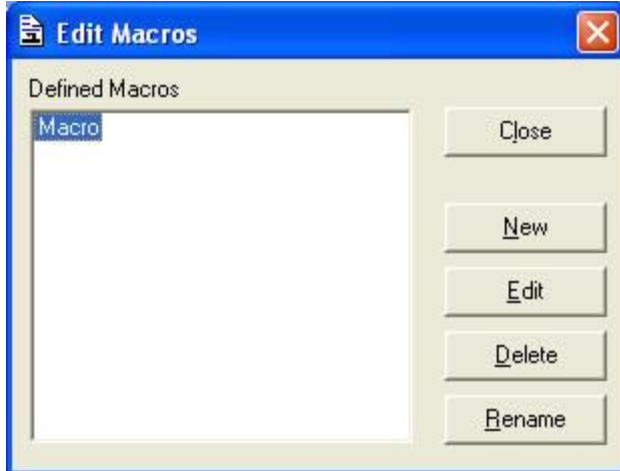 Edit Macros
Defined Macros
Macro
Close
New
Edit
Delete
Rename